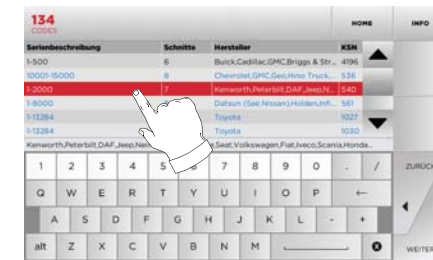 134 HOME INFO
CODES
Serienbeschreibung Schnitte Hersteller KSN
1-500 6 Buick,Cadillac,GMC,Briggs & Str... 4196
10001-15000 6 Chevrolet,GMC,Geo,Hino Truck,... 536
1-2000 7 Kenworth,Peterbilt,DAF,Jeep,N... 540
1-8000 Datsun (See Nissan),Holden,Infi... 561
1-13284 Toyota 1027
1-13284 Toyota 1030
Kenworth,Peterbilt,DAF,Jeep, Seat,Volkswagen,Fiat,Iveco,Scania,Honda..
1 2 3 4 5 6 7 8 9 0 . / ZURÜCK
Q W E R T Y U I O P ←
A S D F G H J K L - +
alt Z X C V B N M WEITER